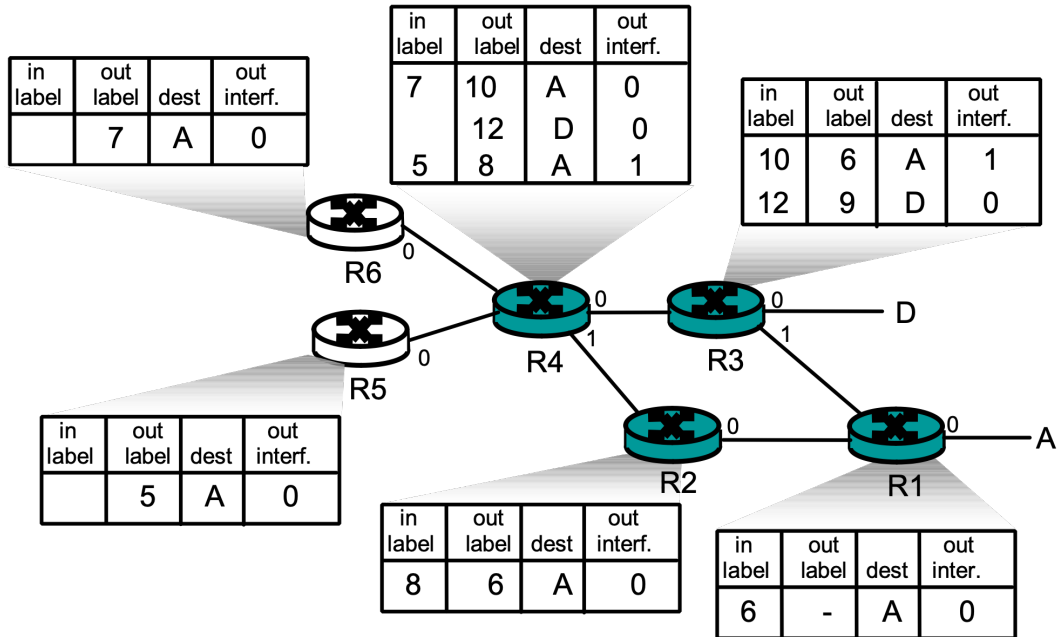 in out out
label label dest interf.
7 10 A 0
12 D 0
5 8 A 1
in out out
label label dest interf.
7 A 0
in out out
label label dest interf.
10 6 A 1
12 9 D 0
0
R6
0
R5
0
1
R4
0
1
R3
D
in out out
label label dest interf.
5 A 0
0
R2
0
R1
A
in out out
label label dest interf.
8 6 A 0
in out out
label label dest inter.
6 - A 0